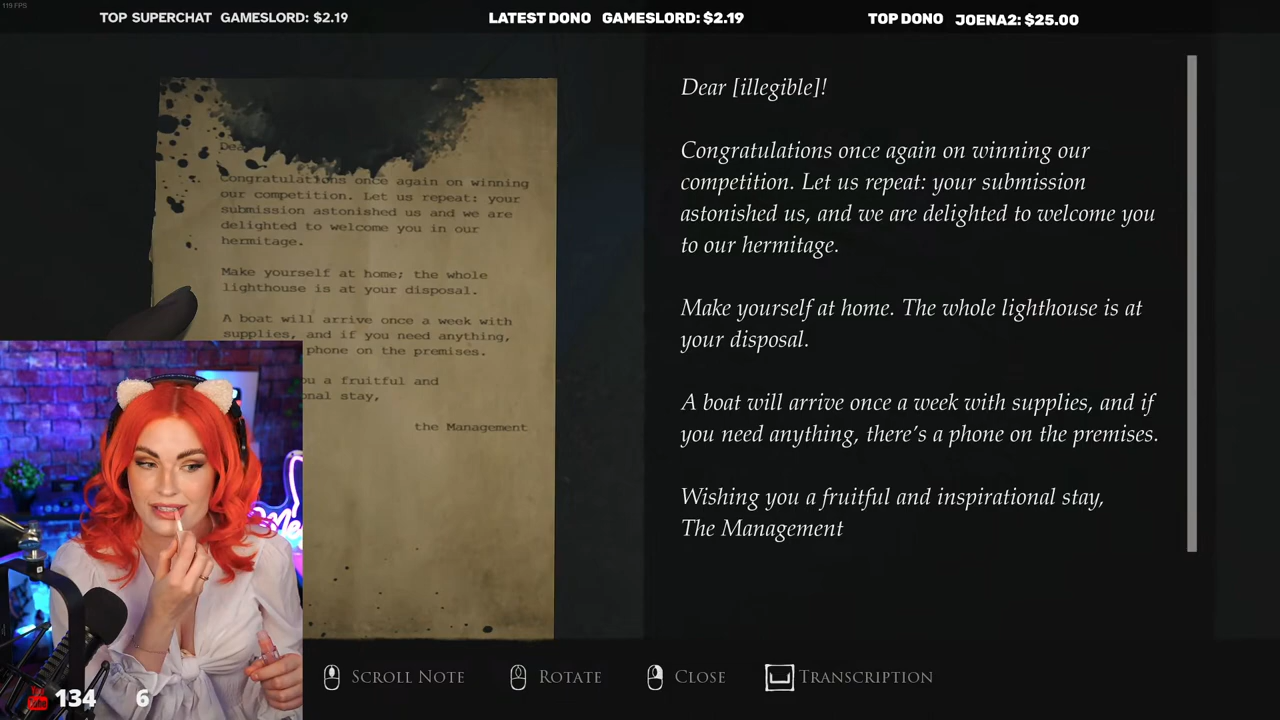 119 FPS
TOP SUPERCHAT GAMESLORD: $2.19
LATEST DONO GAMESLORD: $2.19
TOP DONO JOENA2: $25.00
Dea
Congratulations once again on winning
our competition. Let us repeat: your
submission astonished us and we are
delighted to welcome you in our
hermitage.
Make yourself at home; the whole
lighthouse is at your disposal.
A boat will arrive once a week with
supplies, and if you need anything,
phone on the premises.
ou a fruitful and
onal stay,
the Management
Dear [illegible]!
Congratulations once again on winning our
competition. Let us repeat: your submission
astonished us, and we are delighted to welcome you
to our hermitage.
Make yourself at home. The whole lighthouse is at
your disposal.
A boat will arrive once a week with supplies, and if
you need anything, there's a phone on the premises.
Wishing you a fruitful and inspirational stay,
The Management
SCROLL NOTE
ROTATE
CLOSE
TRANSCRIPTION
134
6